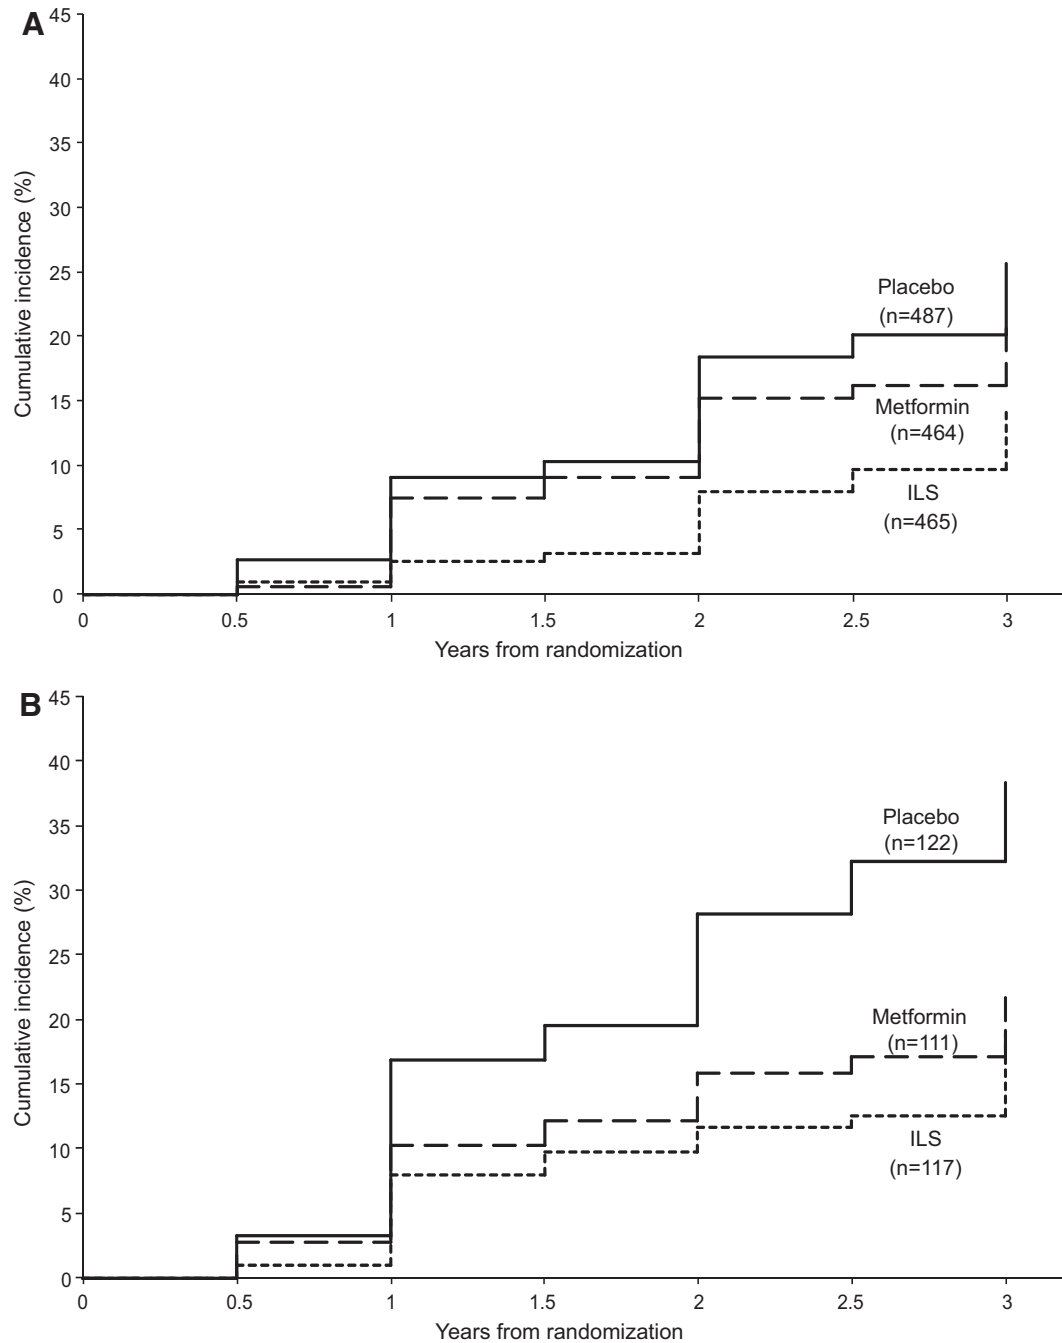 A
45
40
35
30
25
20
15
10
5
0
Cumulative incidence (%)
Placebo
(n=487)
Metformin
(n=464)
ILS
(n=465)
0 0.5 1 1.5 2 2.5 3
Years from randomization
B
45
40
35
30
25
20
15
10
5
0
Cumulative incidence (%)
Placebo
(n=122)
Metformin
(n=111)
ILS
(n=117)
0 0.5 1 1.5 2 2.5 3
Years from randomization